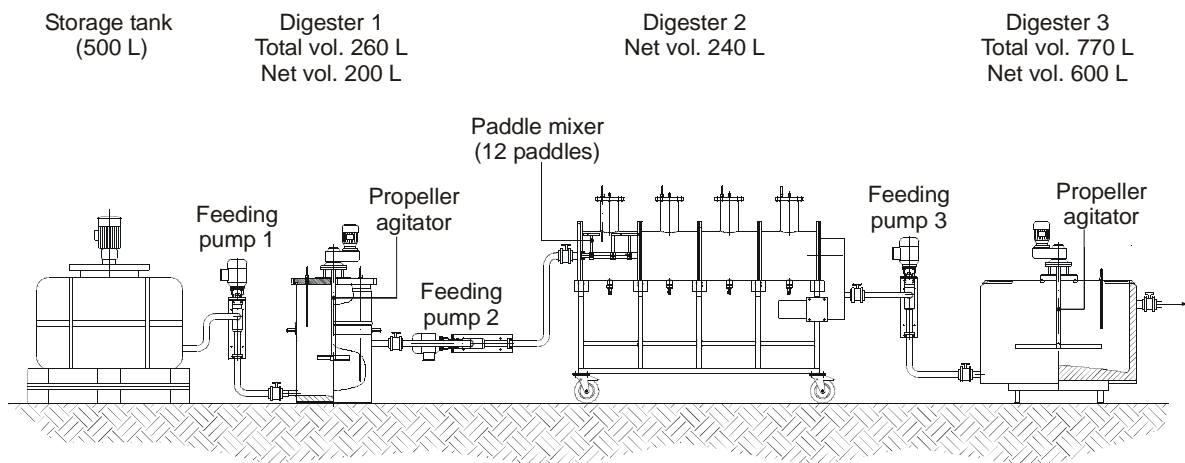 Storage tank
(500 L)
Digester 1
Total vol. 260 L
Net vol. 200 L
Digester 2
Net vol. 240 L
Digester 3
Total vol. 770 L
Net vol. 600 L
Paddle mixer
(12 paddles)
Feeding
pump 1
Propeller
agitator
Feeding
pump 2
Feeding
pump 3
Propeller
agitator